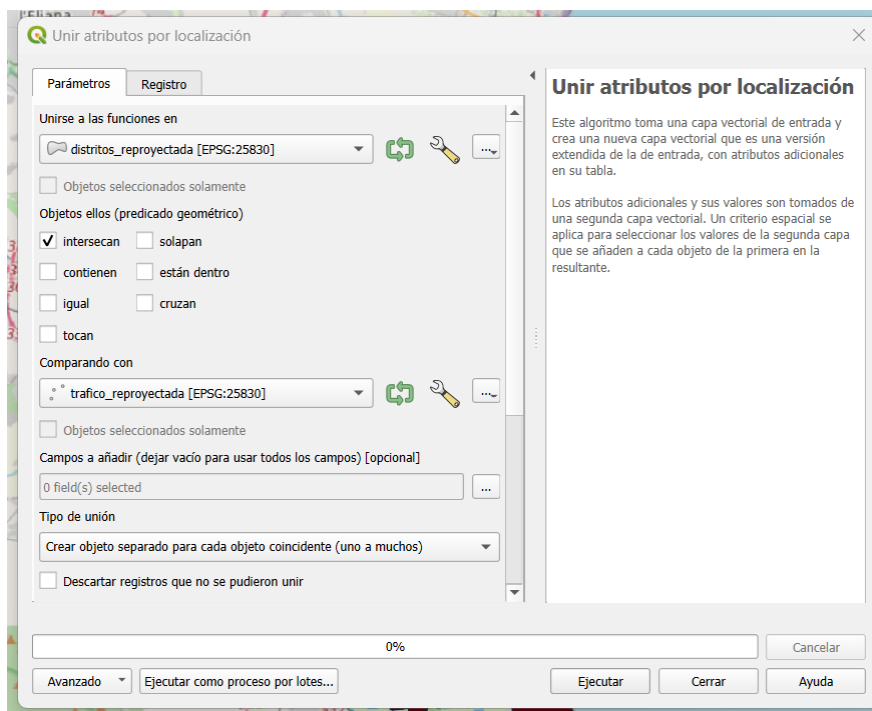 l'Eliana
Unir atributos por localización
Parámetros
Registro
Unirse a las funciones en
distritos_reproyectada [EPSG:25830]
...
Objetos seleccionados solamente
Objetos ellos (predicado geométrico)
intersecan
solapan
contienen
están dentro
igual
cruzan
tocan
Comparando con
trafico_reproyectada [EPSG:25830]
...
Objetos seleccionados solamente
Campos a añadir (dejar vacío para usar todos los campos) [opcional]
0 field(s) selected
...
Tipo de unión
Crear objeto separado para cada objeto coincidente (uno a muchos)
Descartar registros que no se pudieron unir
Unir atributos por localización
Este algoritmo toma una capa vectorial de entrada y
crea una nueva capa vectorial que es una versión
extendida de la de entrada, con atributos adicionales
en su tabla.
Los atributos adicionales y sus valores son tomados de
una segunda capa vectorial. Un criterio espacial se
aplica para seleccionar los valores de la segunda capa
que se añaden a cada objeto de la primera en la
resultante.
0%
Cancelar
Avanzado
Ejecutar como proceso por lotes...
Ejecutar
Cerrar
Ayuda